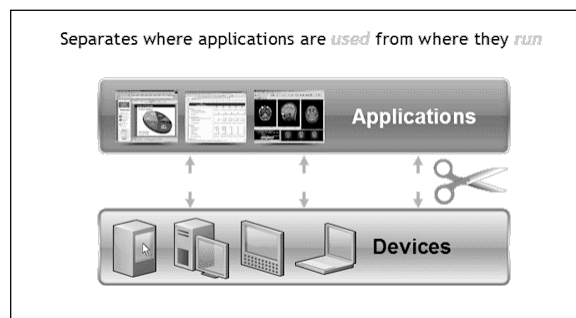 Separates where applications are used from where they run
Applications
Devices